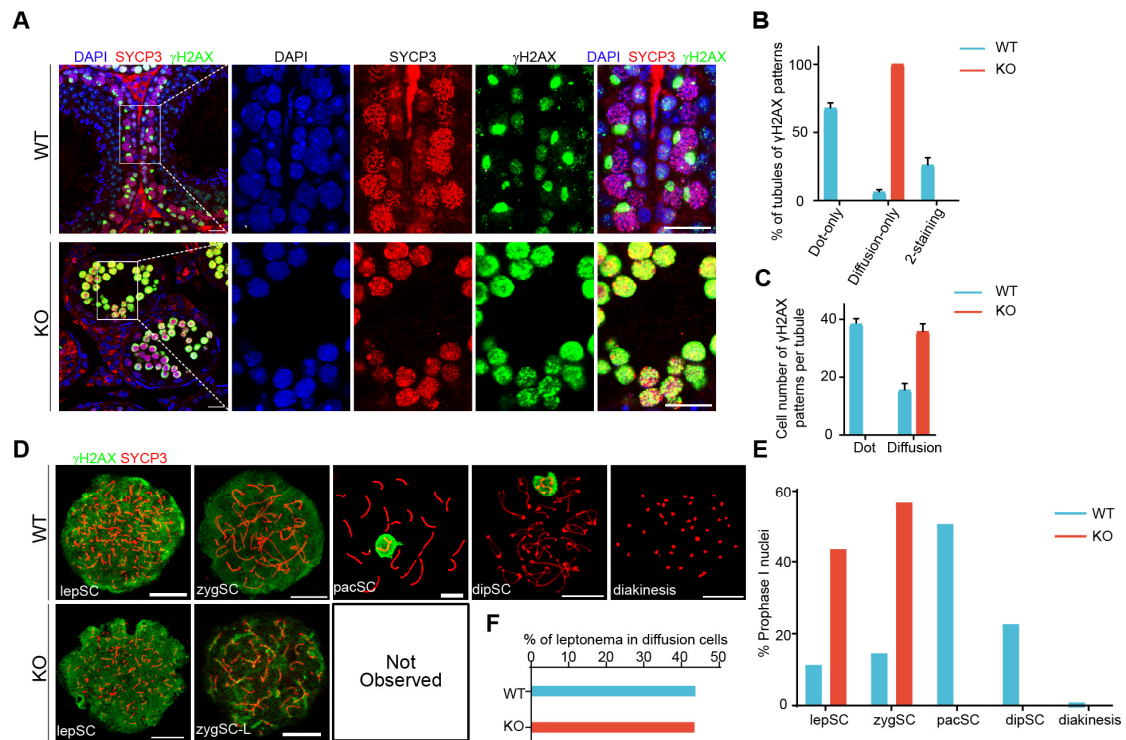 A
DAPI SYCP3 γH2AX
DAPI
SYCP3
γH2AX
DAPI SYCP3 γH2AX
WT
KO
B
% of tubules of γH2AX patterns
100
50
0
Dot-only
Diffusion-only
2-staining
WT
KO
C
Cell number of γH2AX
patterns per tubule
40
20
0
Dot
Diffusion
WT
KO
D
γH2AX SYCP3
WT
lepSC
zygSC
pacSC
dipSC
diakinesis
KO
lepSC
zygSC-L
Not
Observed
E
% Prophase I nuclei
60
40
20
0
lepSC
zygSC
pacSC
dipSC
diakinesis
WT
KO
F
% of leptonema in diffusion cells
0 10 20 30 40 50
WT
KO